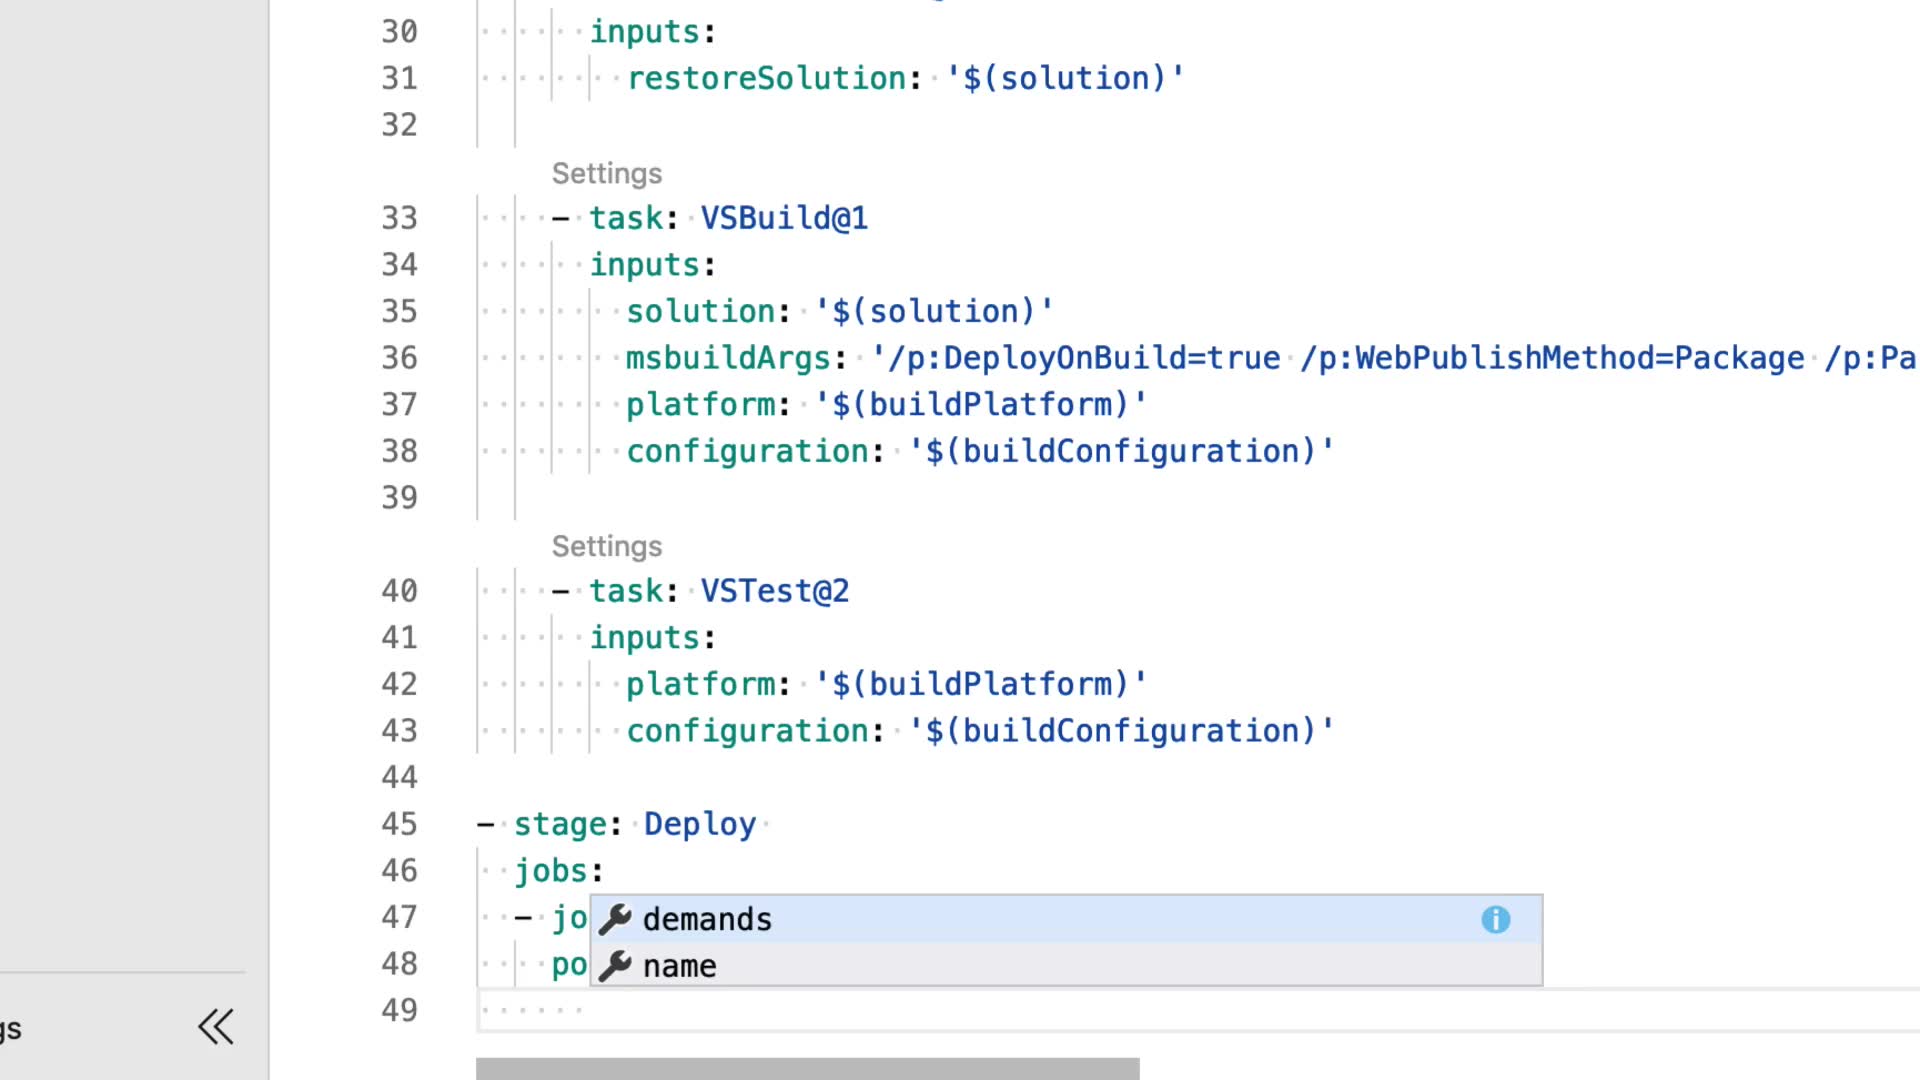 30 inputs:
31 restoreSolution: '$(solution)'
32
Settings
33 - task: VSBuild@1
34 inputs:
35 solution: '$(solution)'
36 msbuildArgs: '/p:DeployOnBuild=true /p:WebPublishMethod=Package /p:Pa
37 platform: '$(buildPlatform)'
38 configuration: '$(buildConfiguration)'
39
Settings
40 - task: VSTest@2
41 inputs:
42 platform: '$(buildPlatform)'
43 configuration: '$(buildConfiguration)'
44
45 - stage: Deploy
46 jobs:
47 - jo demands
48 po name
49
gs